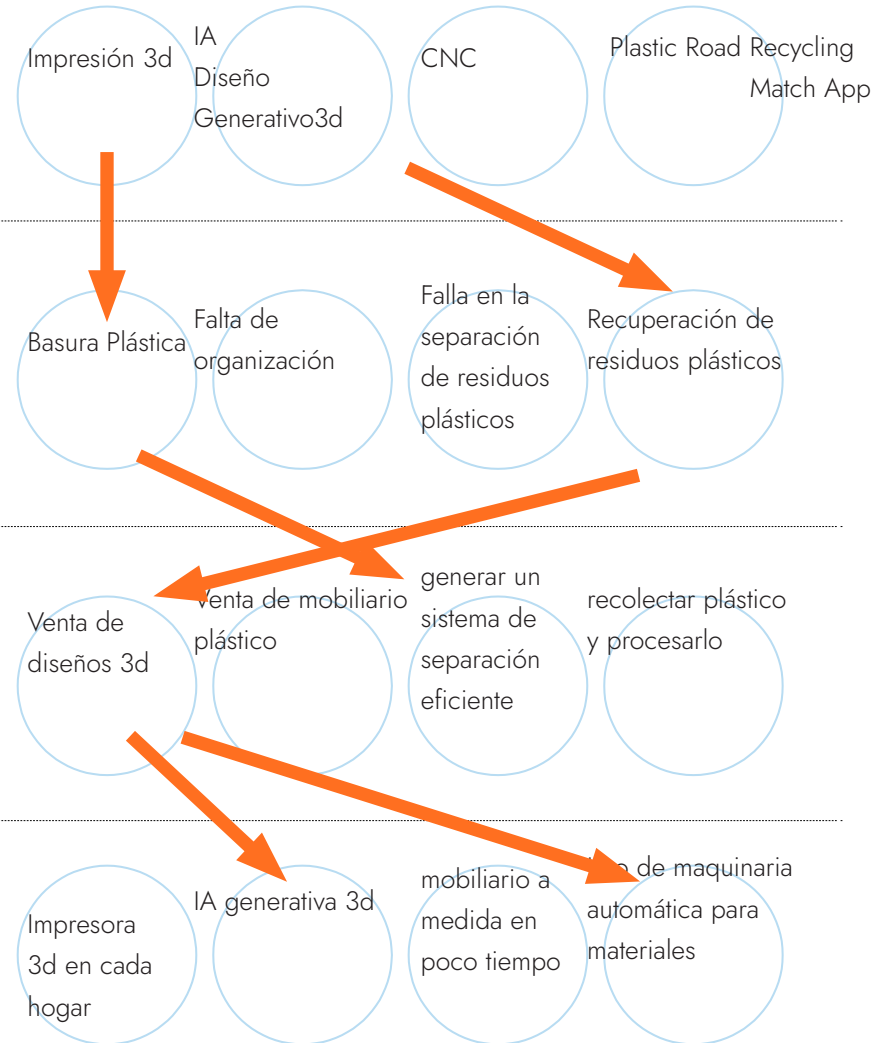 Impresión 3d
IA
Diseño
Generativo3d
CNC
Plastic Road Recycling
Match App
Basura Plástica
Falta de
organización
Falla en la
separación
de residuos
plásticos
Recuperación de
residuos plásticos
Venta de
diseños 3d
Venta de mobiliario
plástico
generar un
sistema de
separación
eficiente
recolectar plástico
y procesarlo
Impresora
3d en cada
hogar
IA generativa 3d
mobiliario a
medida en
poco tiempo
de maquinaria
automática para
materiales